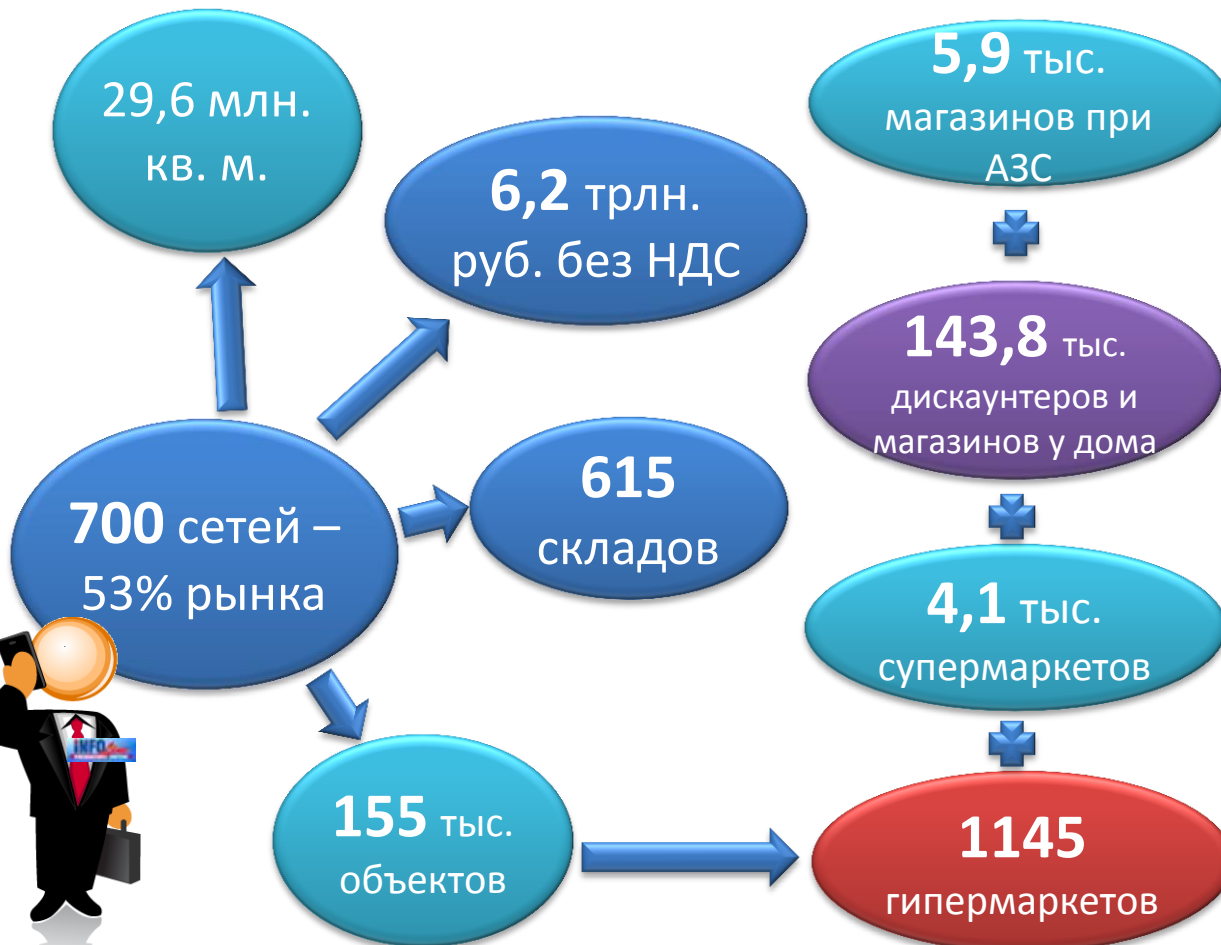 29,6 млн.
кв. м.
6,2 трлн.
руб. без НДС
700 сетей –
53% рынка
615
складов
155 тыс.
объектов
5,9 тыс.
магазинов при
АЗС
143,8 тыс.
дискаунтеров и
магазинов у дома
4,1 тыс.
супермаркетов
1145
гипермаркетов
INFOLine